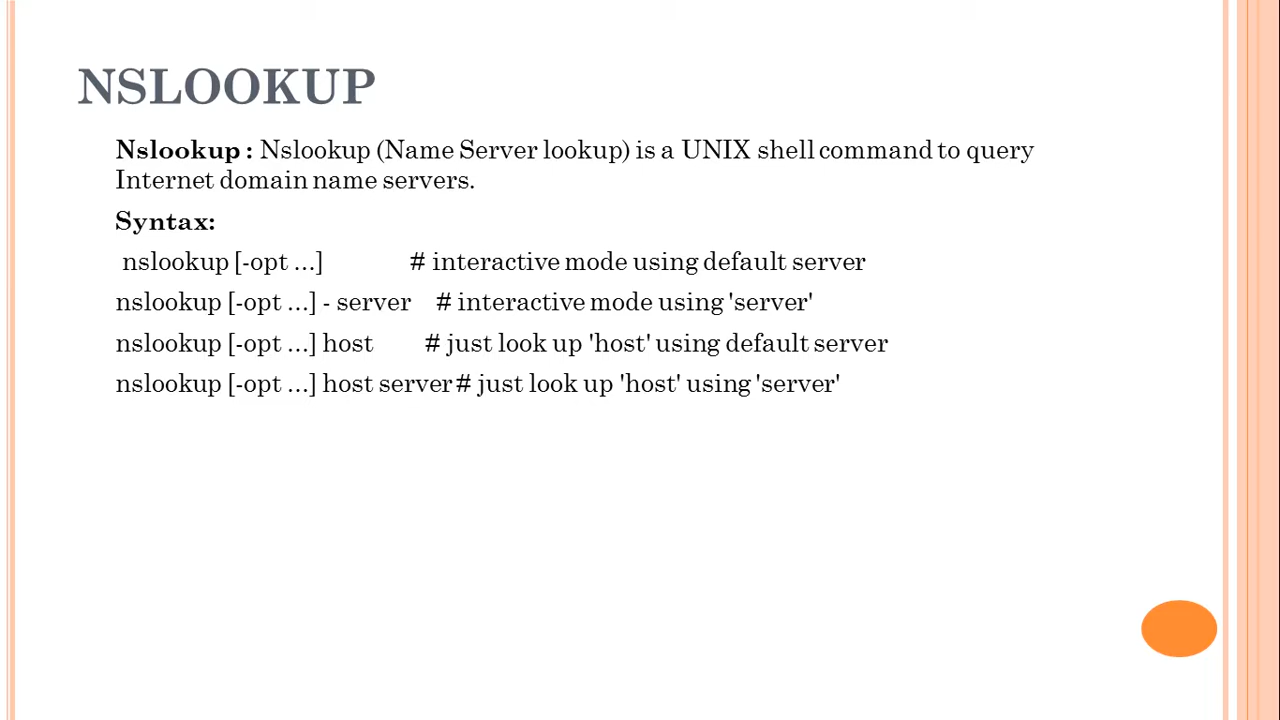 NSLOOKUP
Nslookup : Nslookup (Name Server lookup) is a UNIX shell command to query
Internet domain name servers.
Syntax:
nslookup [-opt ...] # interactive mode using default server
nslookup [-opt ...] - server # interactive mode using 'server'
nslookup [-opt ...] host # just look up 'host' using default server
nslookup [-opt ...] host server # just look up 'host' using 'server'